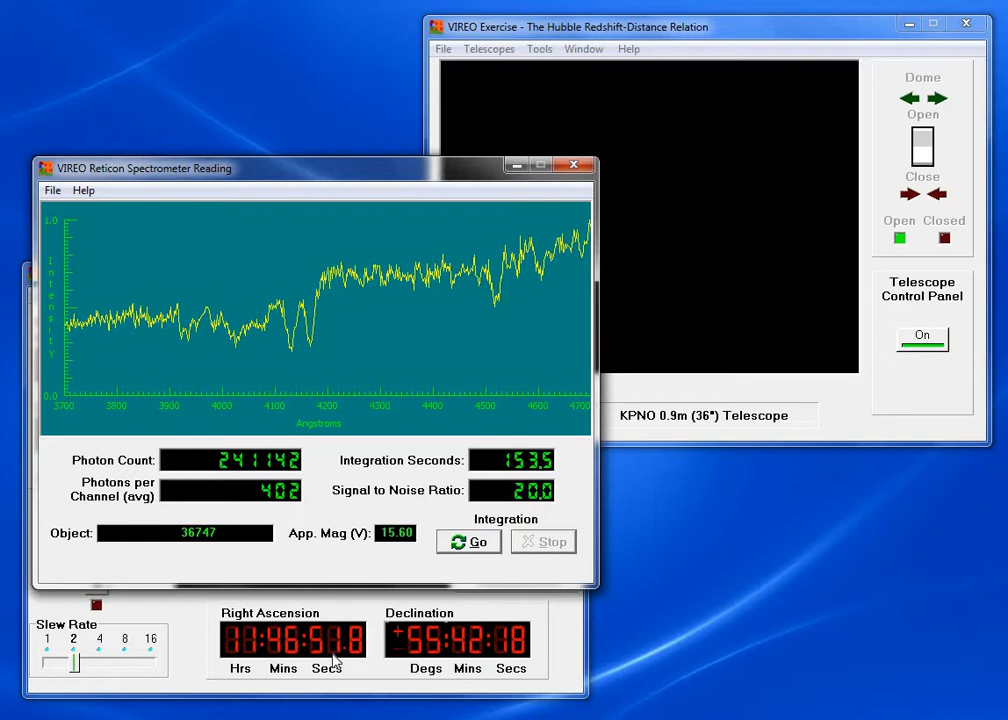 VIREO Exercise - The Hubble Redshift-Distance Relation
File Telescopes Tools Window Help
Dome
Open
Close
Open Closed
Telescope
Control Panel
On
KPNO 0.9m (36") Telescope
VIREO Reticon Spectrometer Reading
File Help
1.0
Intensity
0.0
3700 3800 3900 4000 4100 4200 4300 4400 4500 4600 4700
Angstroms
Photon Count: 241142
Integration Seconds: 153.5
Photons per
Channel (avg) 402
Signal to Noise Ratio: 20.0
Object: 36747
App. Mag (V): 15.60
Integration
Go Stop
Slew Rate
1 2 4 8 16
Right Ascension
11:46:51.8
Hrs Mins Secs
Declination
+55:42:18
Degs Mins Secs